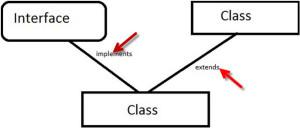 Interface
Class
implements
extends
Class